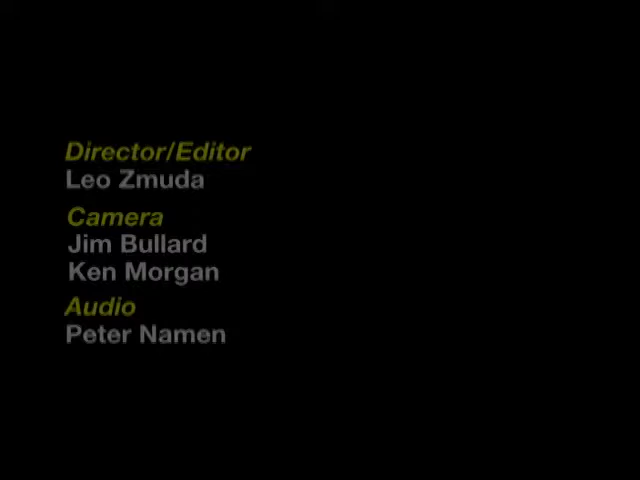 Director/Editor
Leo Zmuda
Camera
Jim Bullard
Ken Morgan
Audio
Peter Namen